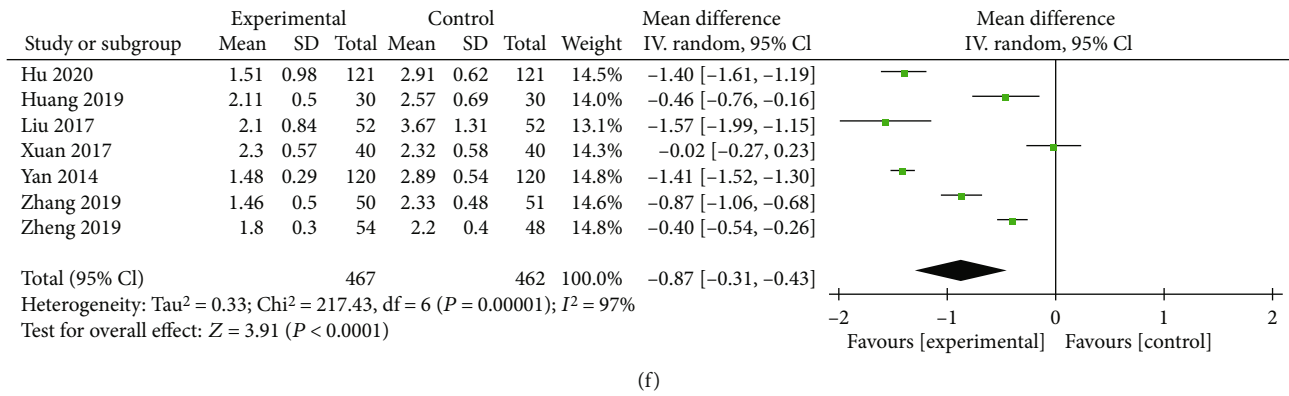 Experimental Control Mean difference Mean difference
Study or subgroup Mean SD Total Mean SD Total Weight IV. random, 95% Cl IV. random, 95% Cl
Hu 2020 1.51 0.98 121 2.91 0.62 121 14.5% –1.40 [–1.61, –1.19]
Huang 2019 2.11 0.5 30 2.57 0.69 30 14.0% –0.46 [–0.76, –0.16]
Liu 2017 2.1 0.84 52 3.67 1.31 52 13.1% –1.57 [–1.99, –1.15]
Xuan 2017 2.3 0.57 40 2.32 0.58 40 14.3% –0.02 [–0.27, 0.23]
Yan 2014 1.48 0.29 120 2.89 0.54 120 14.8% –1.41 [–1.52, –1.30]
Zhang 2019 1.46 0.5 50 2.33 0.48 51 14.6% –0.87 [–1.06, –0.68]
Zheng 2019 1.8 0.3 54 2.2 0.4 48 14.8% –0.40 [–0.54, –0.26]
Total (95% Cl) 467 462 100.0% –0.87 [–0.31, –0.43]
Heterogeneity: Tau² = 0.33; Chi² = 217.43, df = 6 (P = 0.00001); I² = 97%
Test for overall effect: Z = 3.91 (P < 0.0001)
–2 –1 0 1 2
Favours [experimental] Favours [control]
(f)